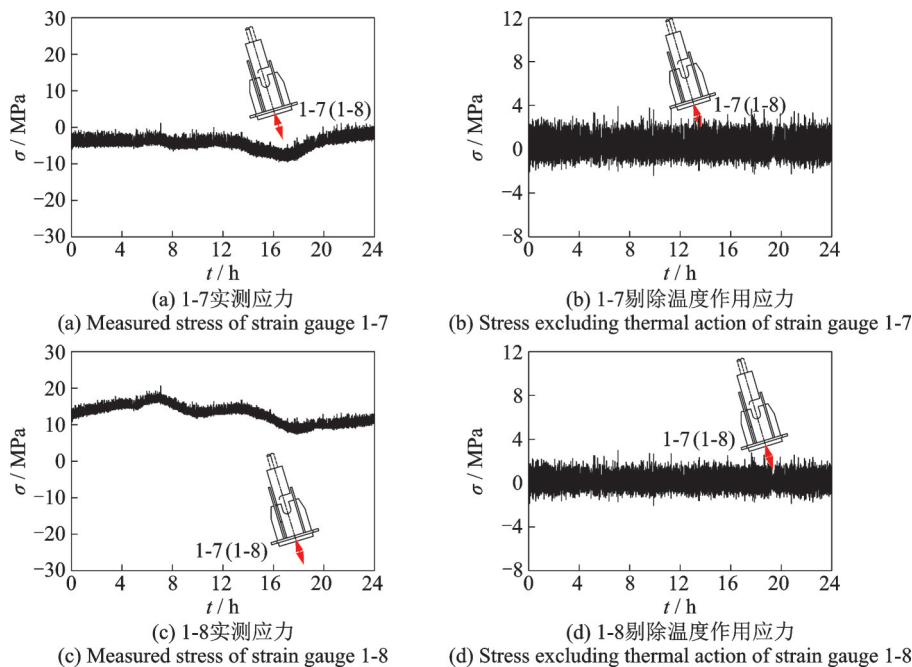 30
20
10
0
−10
−20
−30
σ / MPa
1-7 (1-8)
0 4 8 12 16 20 24
t / h
(a) 1-7实测应力
(a) Measured stress of strain gauge 1-7
12
8
4
0
−4
−8
σ / MPa
1-7 (1-8)
0 4 8 12 16 20 24
t / h
(b) 1-7剔除温度作用应力
(b) Stress excluding thermal action of strain gauge 1-7
30
20
10
0
−10
−20
−30
σ / MPa
1-7 (1-8)
0 4 8 12 16 20 24
t / h
(c) 1-8实测应力
(c) Measured stress of strain gauge 1-8
12
8
4
0
−4
−8
σ / MPa
1-7 (1-8)
0 4 8 12 16 20 24
t / h
(d) 1-8剔除温度作用应力
(d) Stress excluding thermal action of strain gauge 1-8